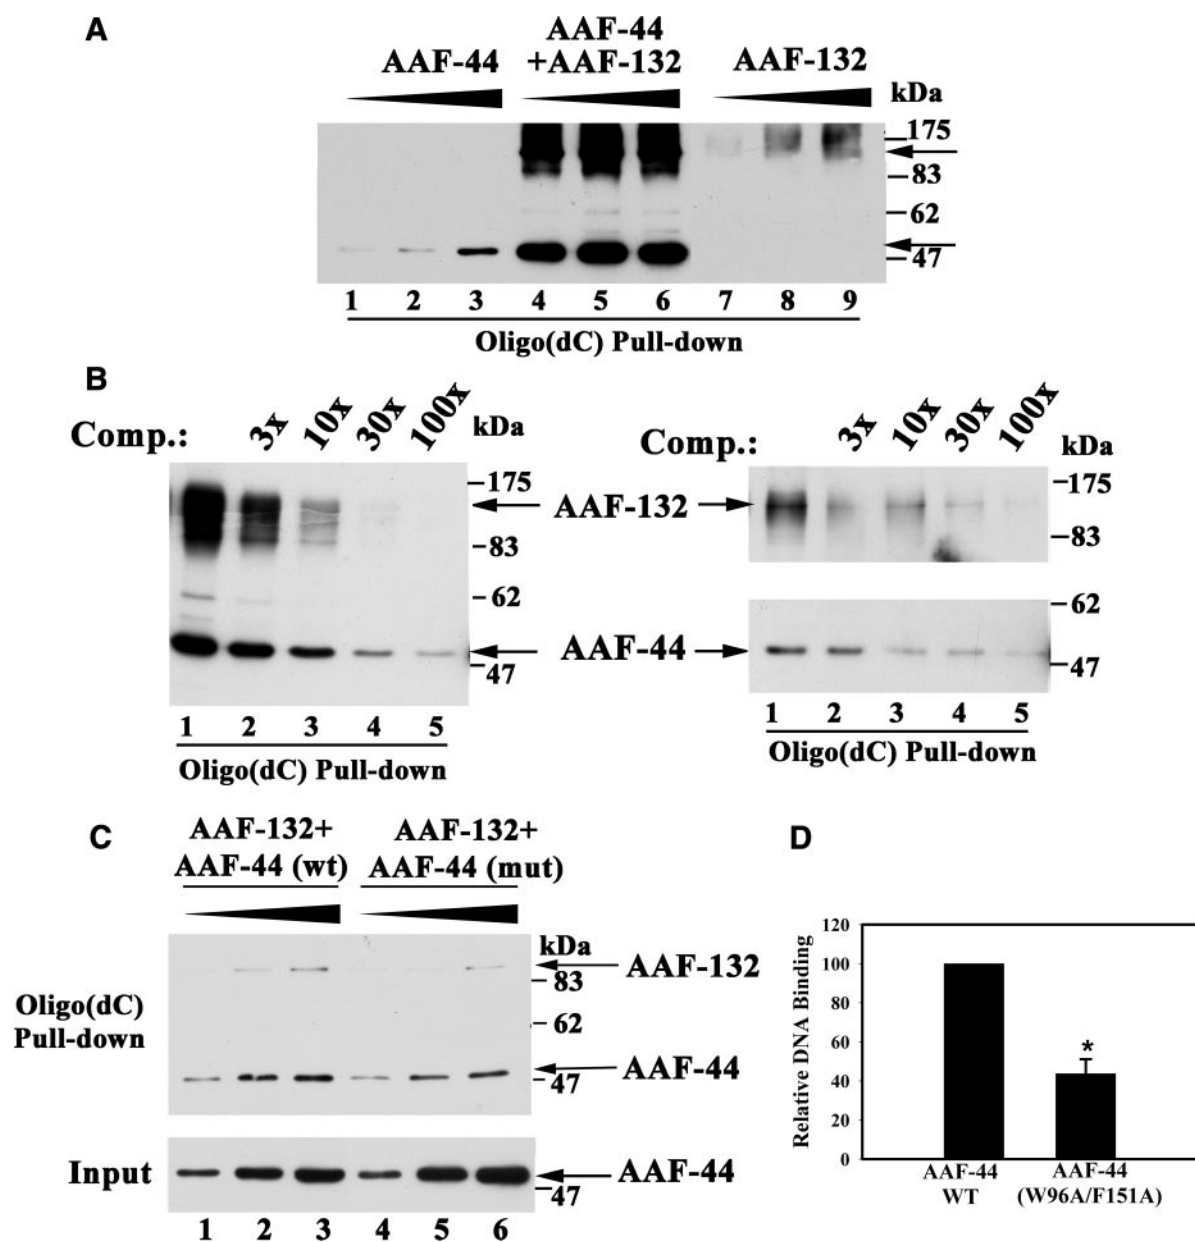 A
AAF-44
AAF-44
+AAF-132
AAF-132
kDa
175
83
62
47
1 2 3 4 5 6 7 8 9
Oligo(dC) Pull-down
B
Comp.: 3x 10x 30x 100x kDa
175
83
62
47
AAF-132
AAF-44
1 2 3 4 5
Oligo(dC) Pull-down
Comp.: 3x 10x 30x 100x kDa
175
83
62
47
1 2 3 4 5
Oligo(dC) Pull-down
C
AAF-132+
AAF-44 (wt)
AAF-132+
AAF-44 (mut)
kDa
Oligo(dC)
Pull-down
AAF-132
83
62
AAF-44
47
Input
AAF-44
47
1 2 3 4 5 6
D
Relative DNA Binding
120
100
80
60
40
20
0
*
AAF-44
WT
AAF-44
(W96A/F151A)